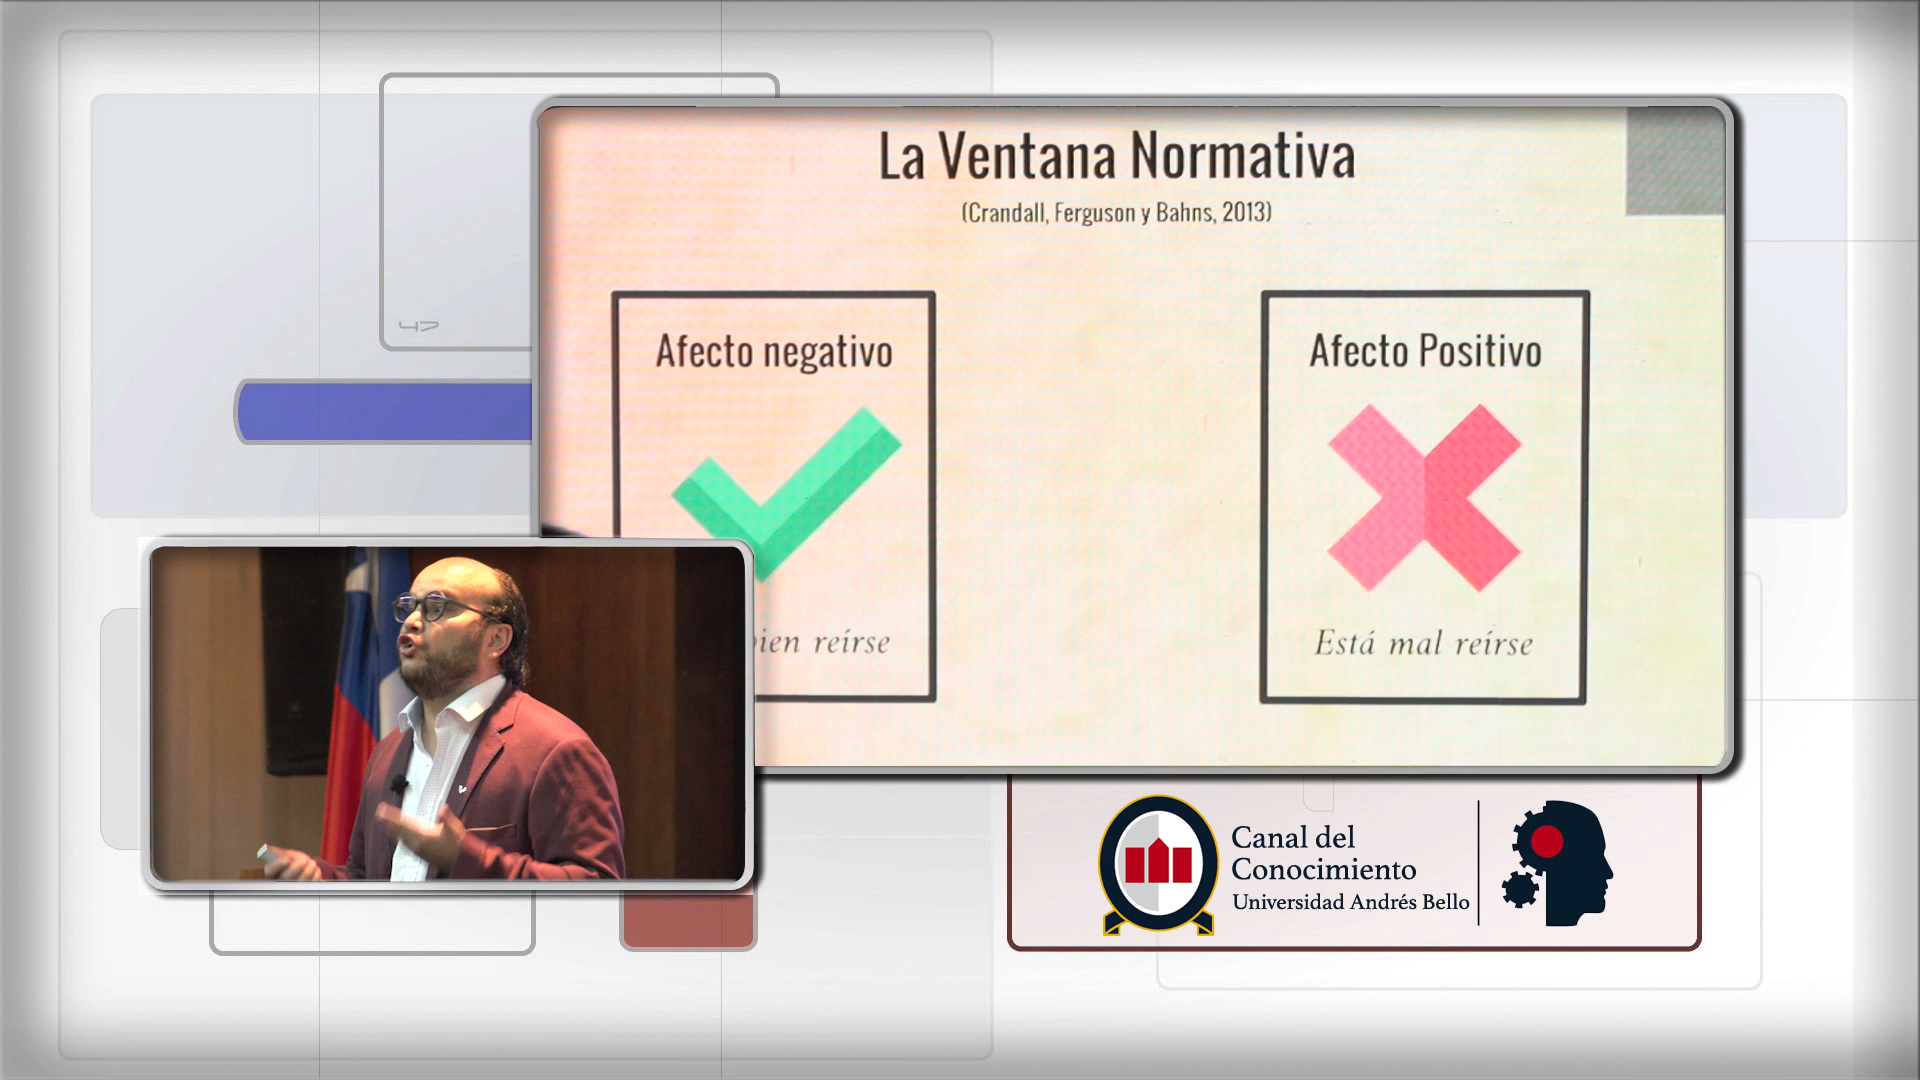 La Ventana Normativa
(Crandall, Ferguson y Bahns, 2013)
Afecto negativo
Afecto Positivo
reírse
Está mal reírse
Canal del
Conocimiento
Universidad Andrés Bello